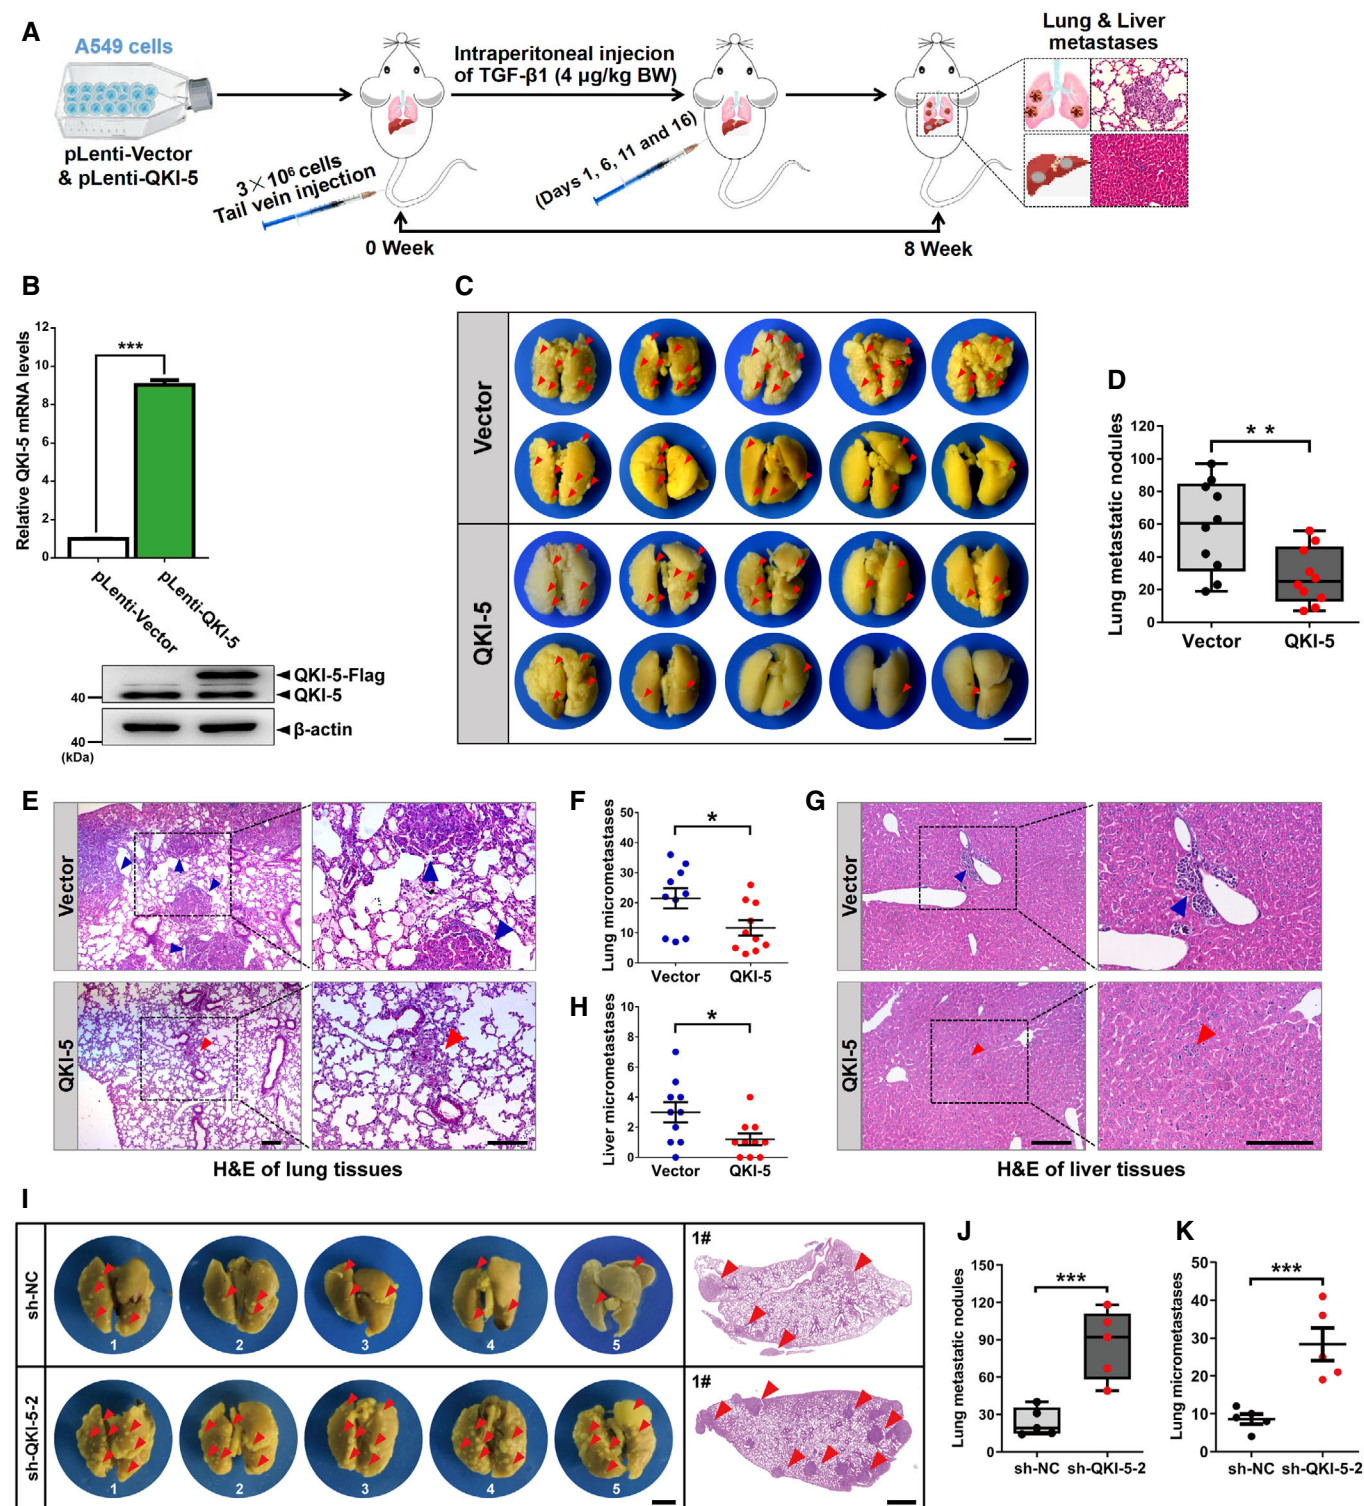 A
A549 cells
pLenti-Vector
& pLenti-QKI-5
3×10⁶ cells
Tail vein injection
Intraperitoneal injecion
of TGF-β1 (4 μg/kg BW)
(Days 1, 6, 11 and 16)
Lung & Liver
metastases
0 Week
8 Week
B
Relative QKI-5 mRNA levels
12
10
8
6
4
2
0
***
pLenti-Vector
pLenti-QKI-5
QKI-5-Flag
40
QKI-5
β-actin
40
(kDa)
C
Vector
QKI-5
D
Lung metastatic nodules
120
100
80
60
40
20
0
**
Vector
QKI-5
E
Vector
QKI-5
H&E of lung tissues
F
Lung micrometastases
50
40
30
20
10
0
*
Vector
QKI-5
G
Vector
QKI-5
H&E of liver tissues
H
Liver micrometastases
10
8
6
4
2
0
*
Vector
QKI-5
I
sh-NC
1
2
3
4
5
1#
sh-QKI-5-2
1
2
3
4
5
1#
J
Lung metastatic nodules
150
120
90
60
30
0
***
sh-NC
sh-QKI-5-2
K
Lung micrometastases
50
40
30
20
10
0
***
sh-NC
sh-QKI-5-2